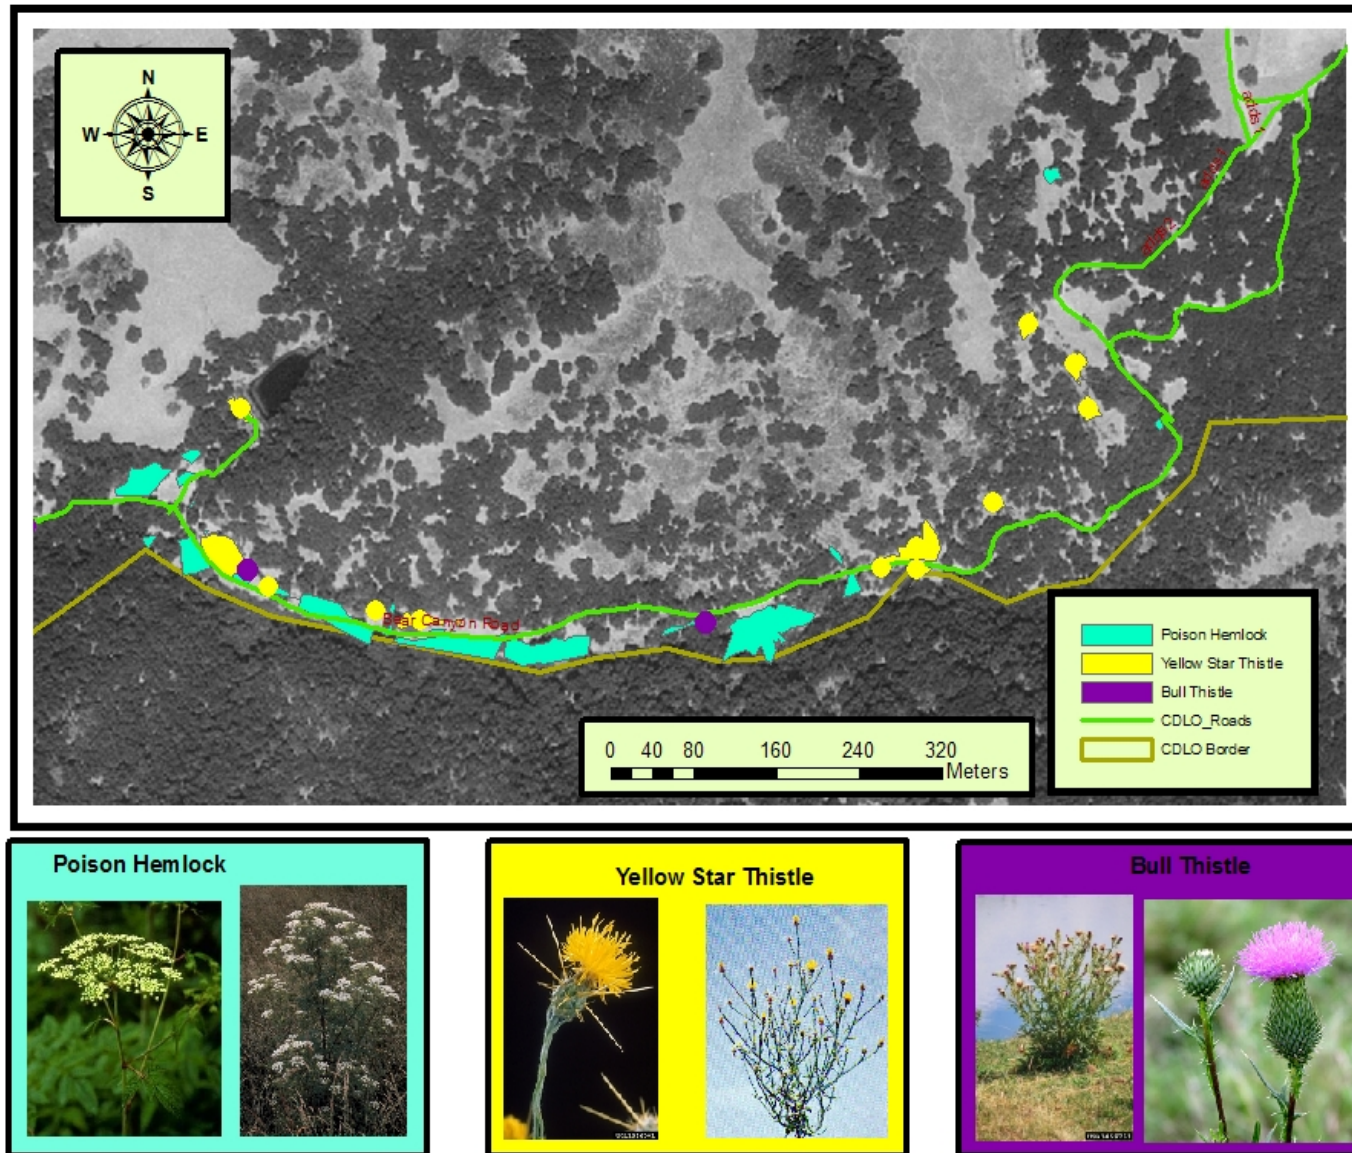 N
W E
S
Bear Canyon Road
Poison Hemlock
Yellow Star Thistle
Bull Thistle
CDLO_Roads
CDLO Border
0 40 80 160 240 320
Meters
Poison Hemlock
Yellow Star Thistle
Bull Thistle